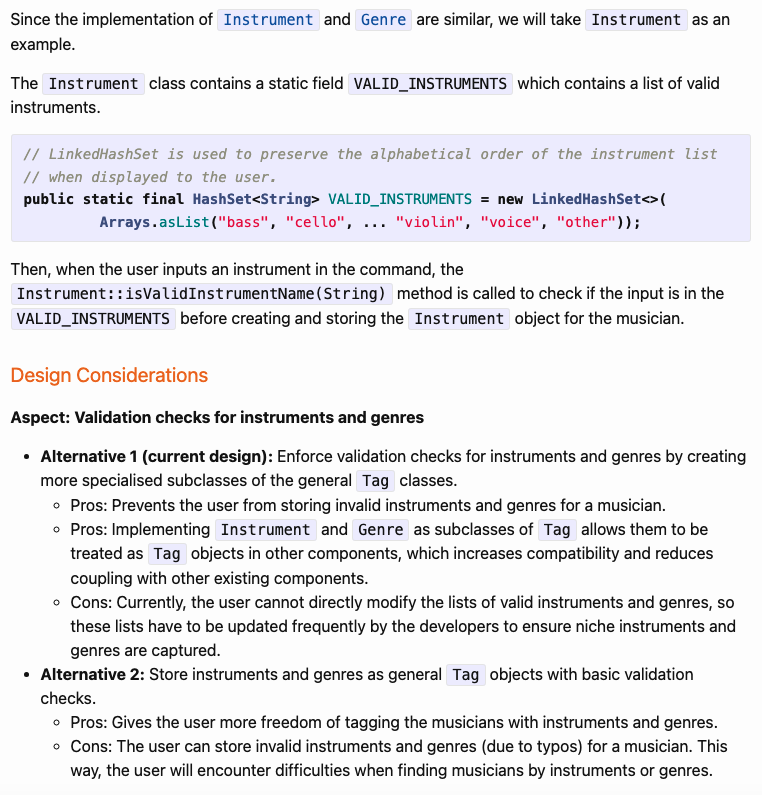 Since the implementation of Instrument and Genre are similar, we will take Instrument as an
example.
The Instrument class contains a static field VALID_INSTRUMENTS which contains a list of valid
instruments.
// LinkedHashSet is used to preserve the alphabetical order of the instrument list
// when displayed to the user.
public static final HashSet<String> VALID_INSTRUMENTS = new LinkedHashSet<>(
Arrays.asList("bass", "cello", ... "violin", "voice", "other"));
Then, when the user inputs an instrument in the command, the
Instrument::isValidInstrumentName(String) method is called to check if the input is in the
VALID_INSTRUMENTS before creating and storing the Instrument object for the musician.
Design Considerations
Aspect: Validation checks for instruments and genres
• Alternative 1 (current design): Enforce validation checks for instruments and genres by creating
more specialised subclasses of the general Tag classes.
◦ Pros: Prevents the user from storing invalid instruments and genres for a musician.
◦ Pros: Implementing Instrument and Genre as subclasses of Tag allows them to be
treated as Tag objects in other components, which increases compatibility and reduces
coupling with other existing components.
◦ Cons: Currently, the user cannot directly modify the lists of valid instruments and genres, so
these lists have to be updated frequently by the developers to ensure niche instruments and
genres are captured.
• Alternative 2: Store instruments and genres as general Tag objects with basic validation
checks.
◦ Pros: Gives the user more freedom of tagging the musicians with instruments and genres.
◦ Cons: The user can store invalid instruments and genres (due to typos) for a musician. This
way, the user will encounter difficulties when finding musicians by instruments or genres.